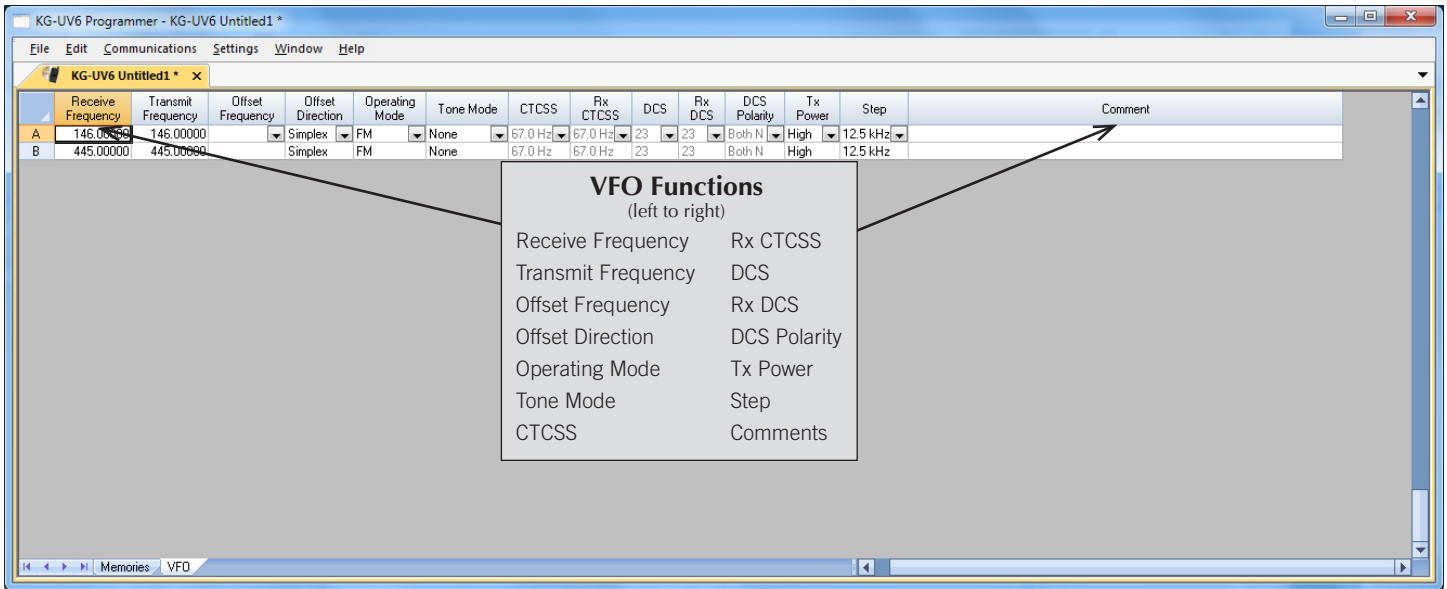 KG-UV6 Programmer - KG-UV6 Untitled1 *
File Edit Communications Settings Window Help
KG-UV6 Untitled1 * x
Receive Frequency Transmit Frequency Offset Frequency Offset Direction Operating Mode Tone Mode CTCSS Rx CTCSS DCS Rx DCS DCS Polarity Tx Power Step Comment
A 146.00000 146.00000 Simplex FM None 67.0 Hz 67.0 Hz 23 23 Both N High 12.5 kHz
B 445.00000 445.00000 Simplex FM None 67.0 Hz 67.0 Hz 23 23 Both N High 12.5 kHz
VFO Functions
(left to right)
Receive Frequency Rx CTCSS
Transmit Frequency DCS
Offset Frequency Rx DCS
Offset Direction DCS Polarity
Operating Mode Tx Power
Tone Mode Step
CTCSS Comments
Memories VFO